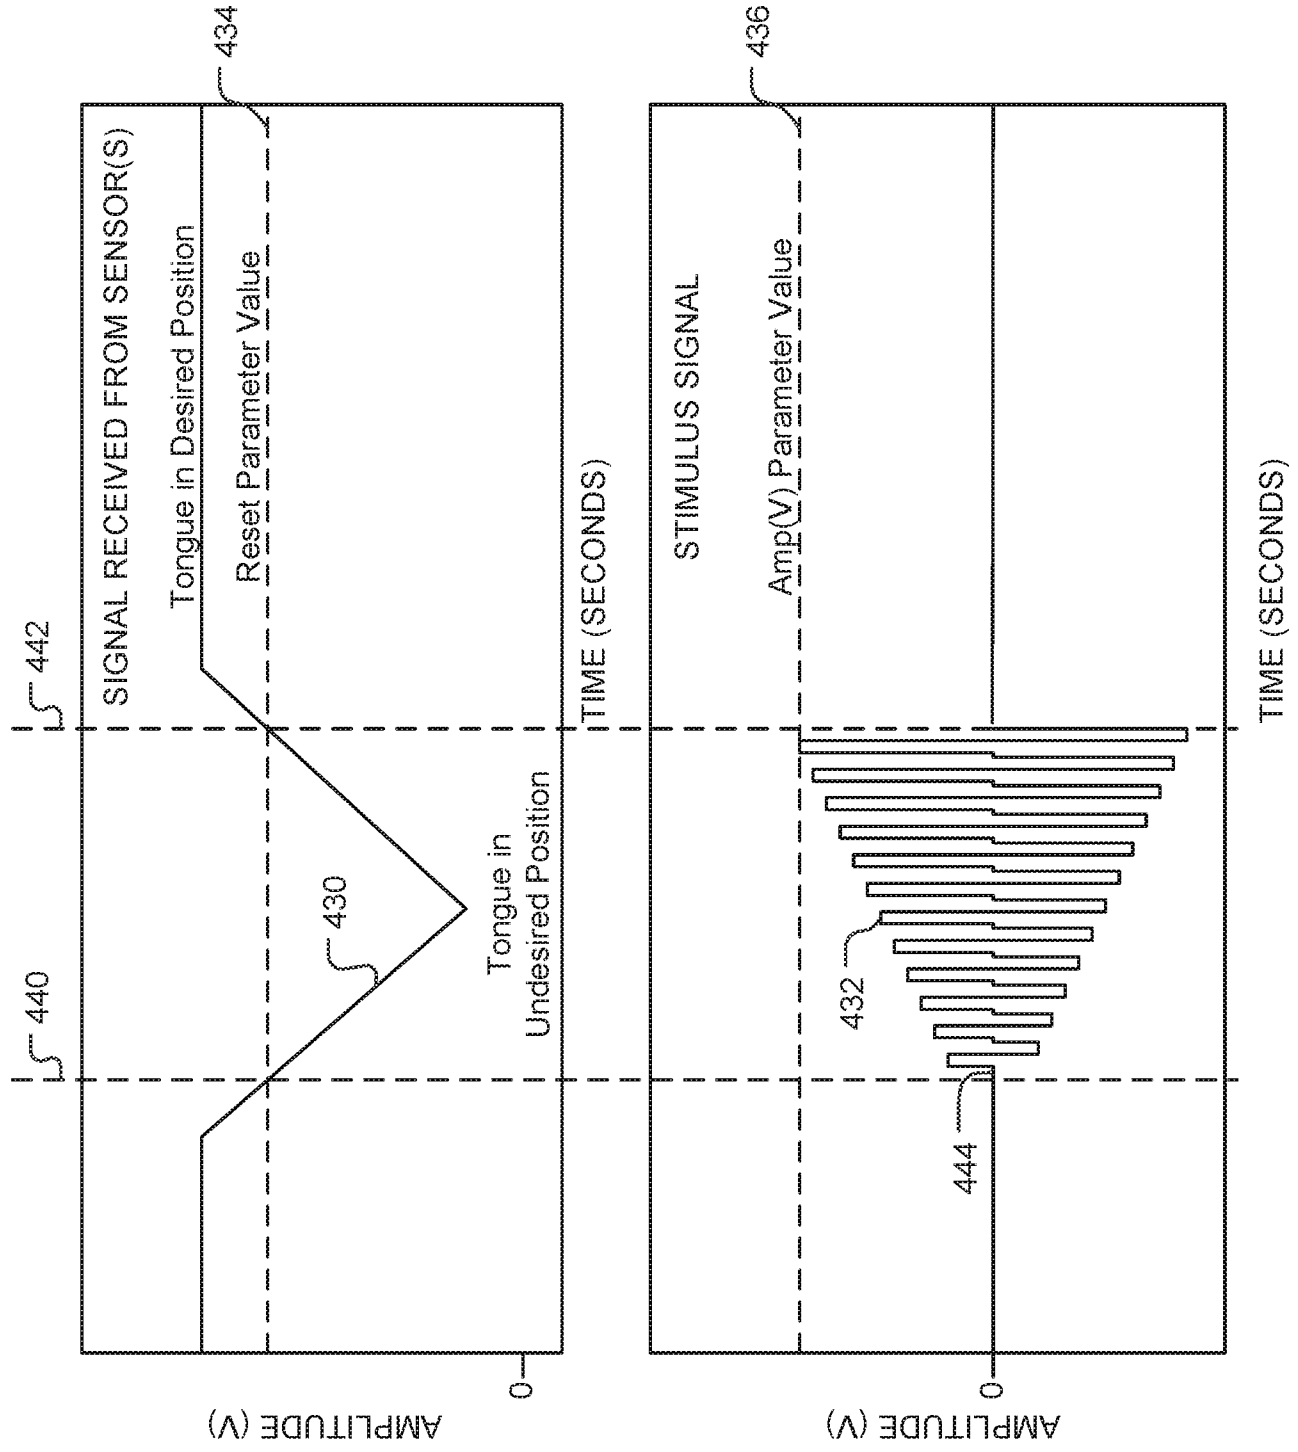 440
442
434
SIGNAL RECEIVED FROM SENSOR(S)
Tongue in Desired Position
Reset Parameter Value
430
Tongue in
Undesired Position
0
AMPLITUDE (V)
TIME (SECONDS)
436
STIMULUS SIGNAL
Amp(V) Parameter Value
432
444
0
AMPLITUDE (V)
TIME (SECONDS)